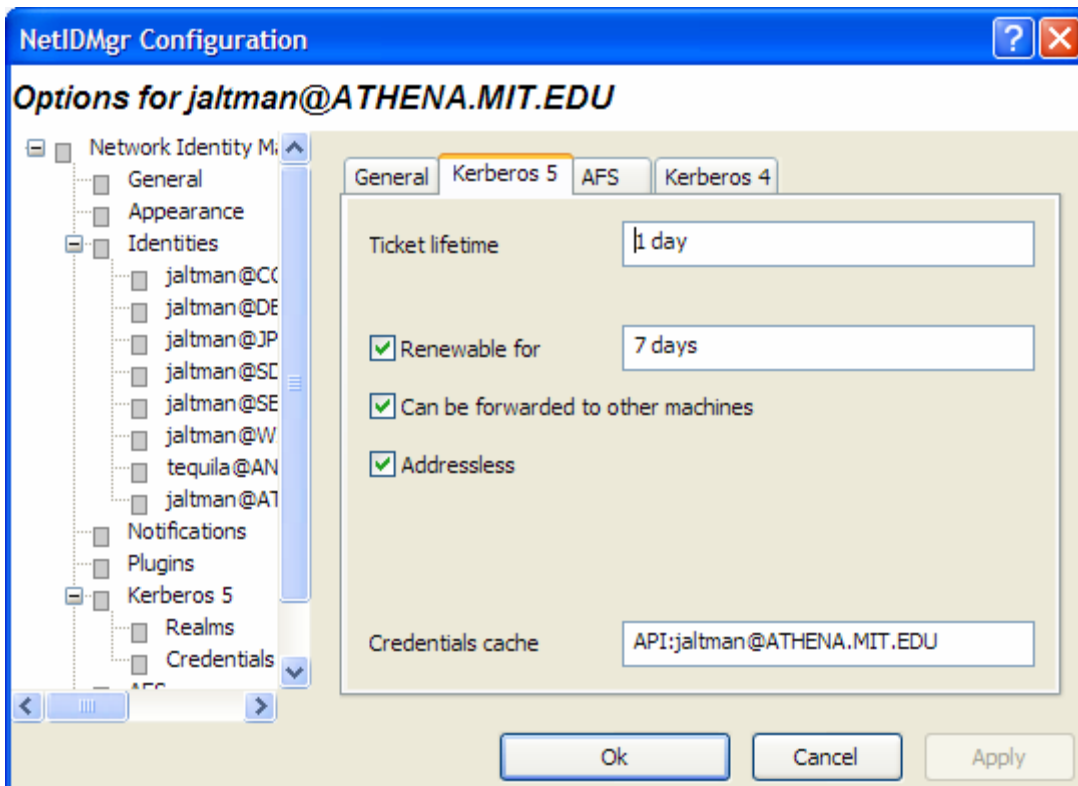 NetIDMgr Configuration
Options for jaltman@ATHENA.MIT.EDU
Network Identity Ma
General
Appearance
Identities
jaltman@CC
jaltman@DE
jaltman@JP
jaltman@SD
jaltman@SE
jaltman@W
tequila@AN
jaltman@AT
Notifications
Plugins
Kerberos 5
Realms
Credentials
AFS
General Kerberos 5 AFS Kerberos 4
Ticket lifetime 1 day
Renewable for 7 days
Can be forwarded to other machines
Addressless
Credentials cache API:jaltman@ATHENA.MIT.EDU
Ok Cancel Apply